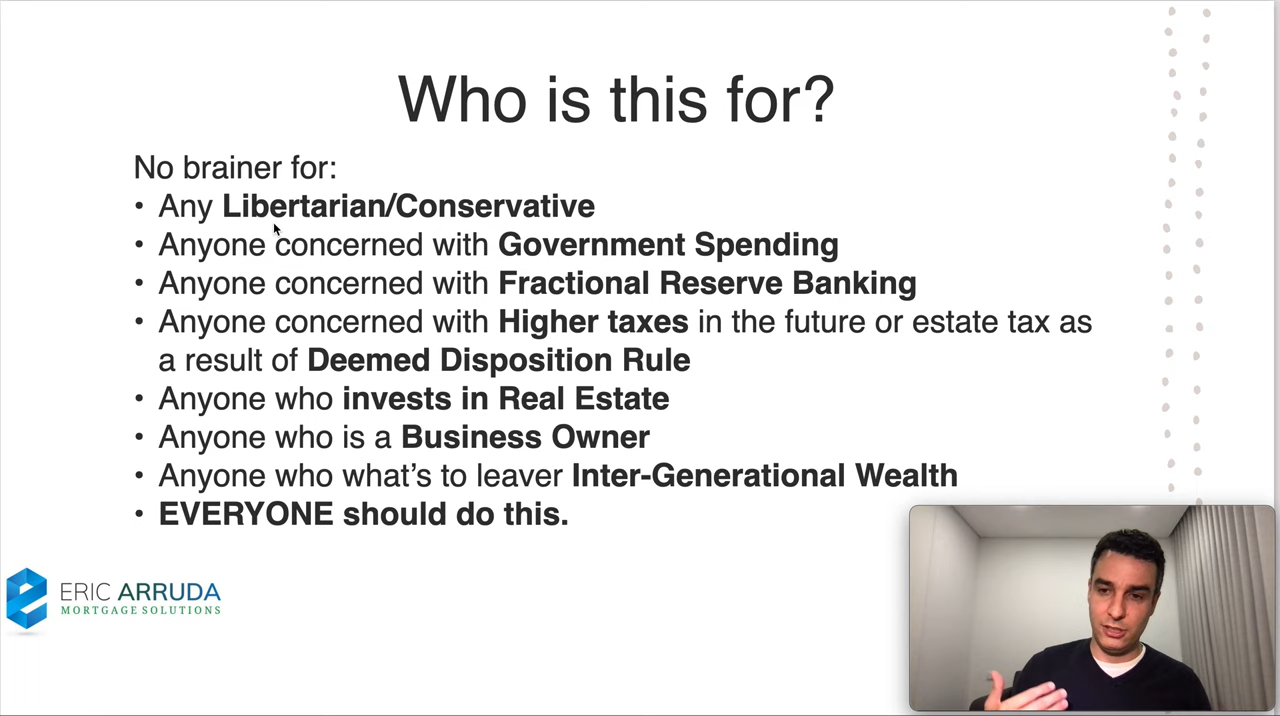 Who is this for?
No brainer for:
• Any Libertarian/Conservative
• Anyone concerned with Government Spending
• Anyone concerned with Fractional Reserve Banking
• Anyone concerned with Higher taxes in the future or estate tax as
a result of Deemed Disposition Rule
• Anyone who invests in Real Estate
• Anyone who is a Business Owner
• Anyone who what’s to leaver Inter-Generational Wealth
• EVERYONE should do this.
ERIC ARRUDA
MORTGAGE SOLUTIONS